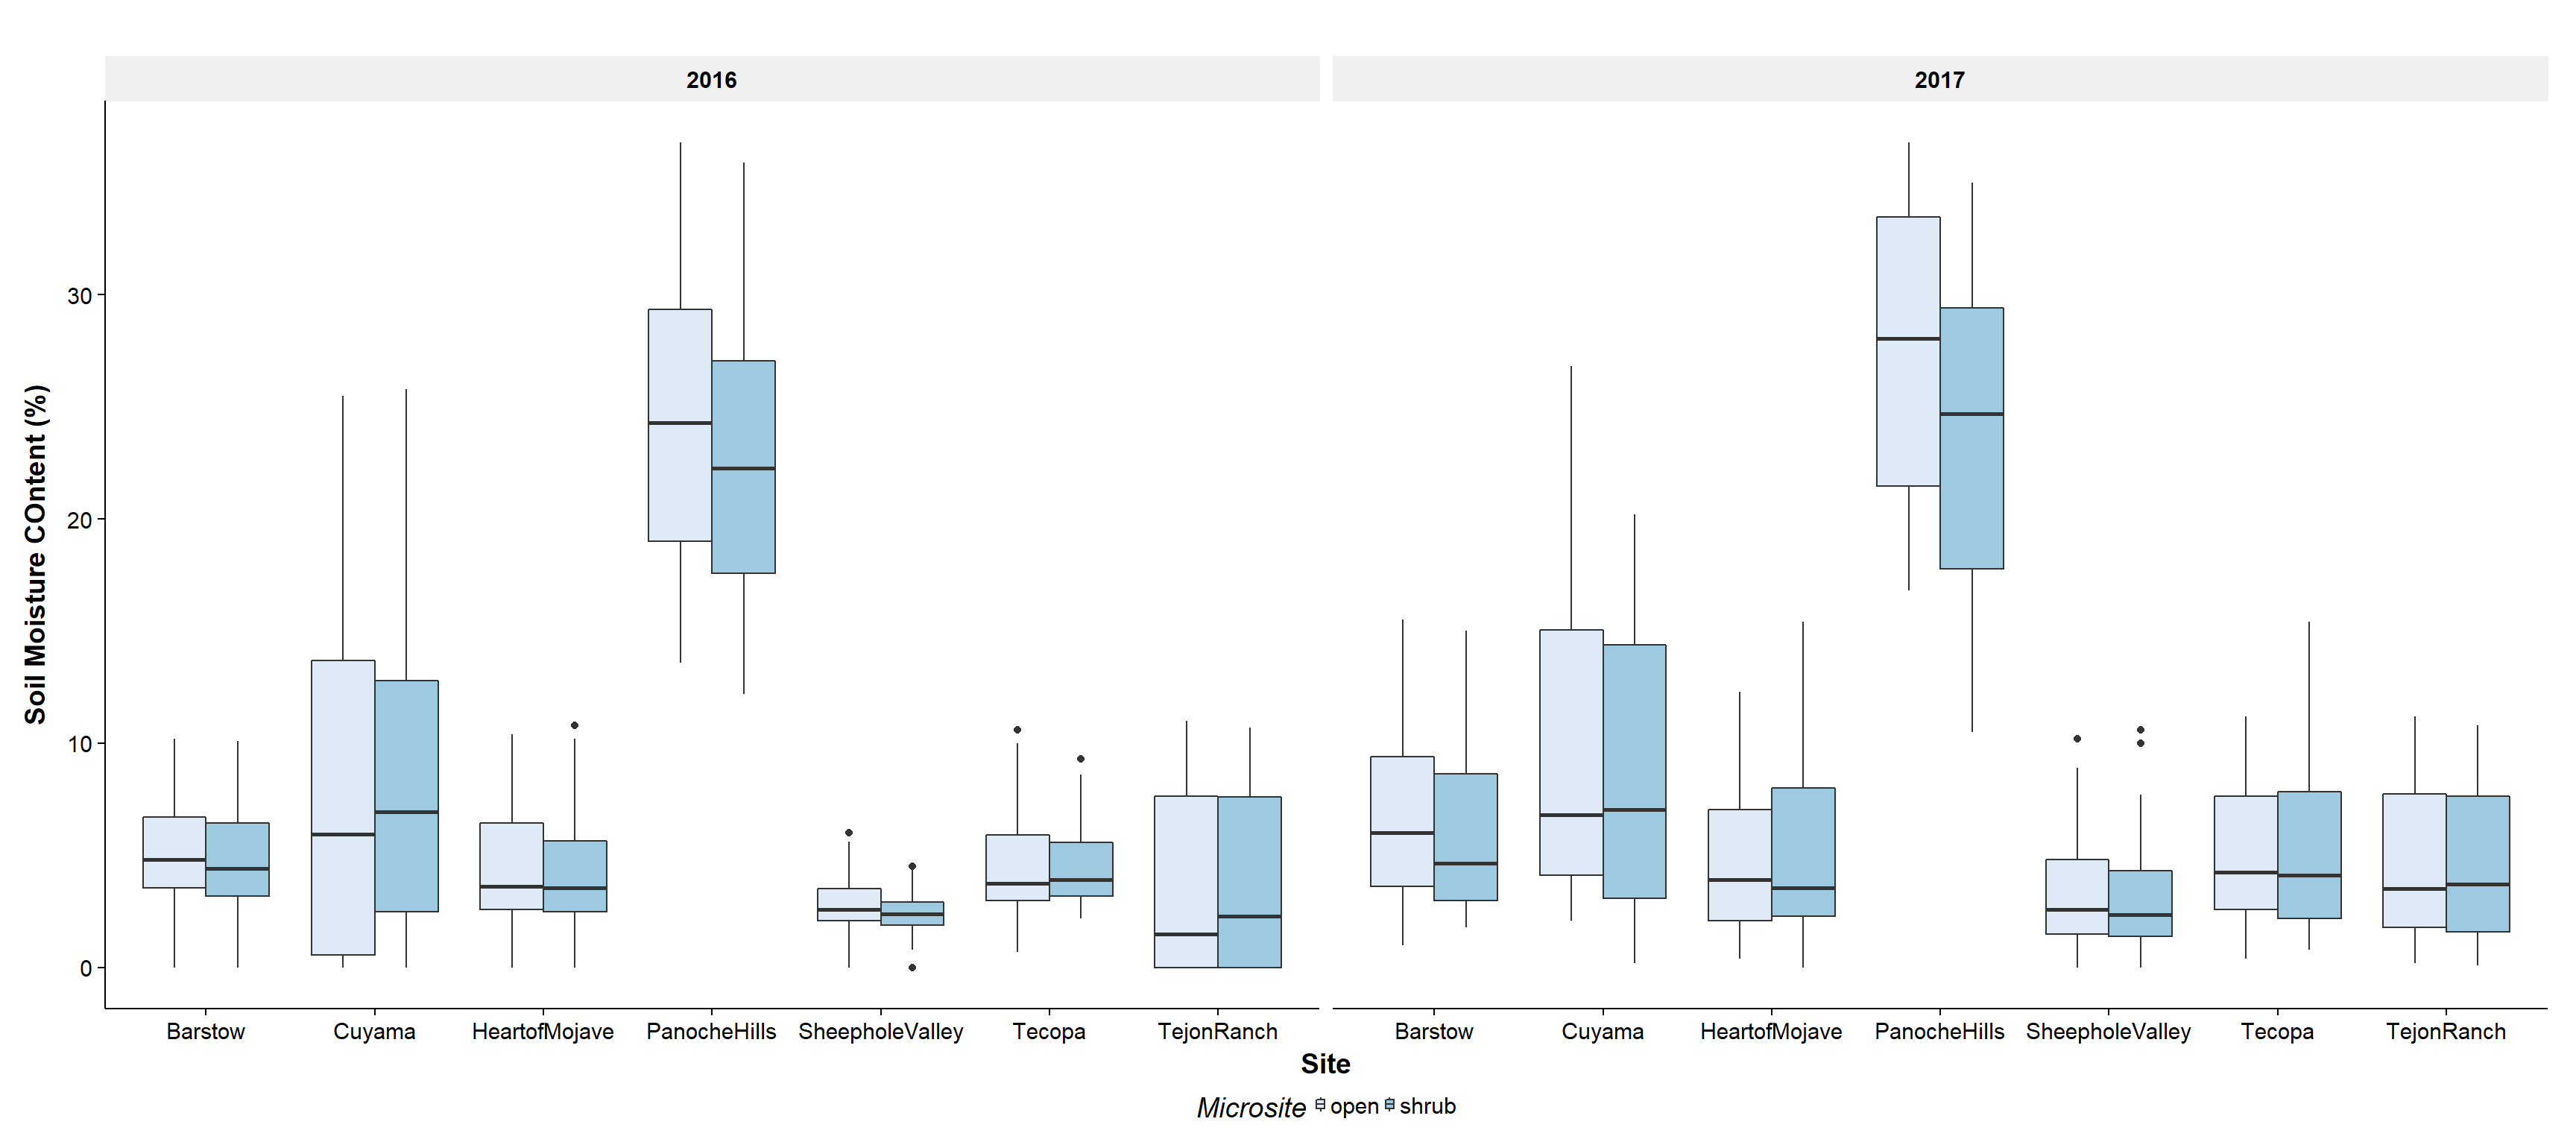 2016 2017
Soil Moisture COntent (%)
30
20
10
0
Barstow Cuyama HeartofMojave PanocheHills SheepholeValley Tecopa TejonRanch Barstow Cuyama HeartofMojave PanocheHills SheepholeValley Tecopa TejonRanch
Site
Microsite open shrub